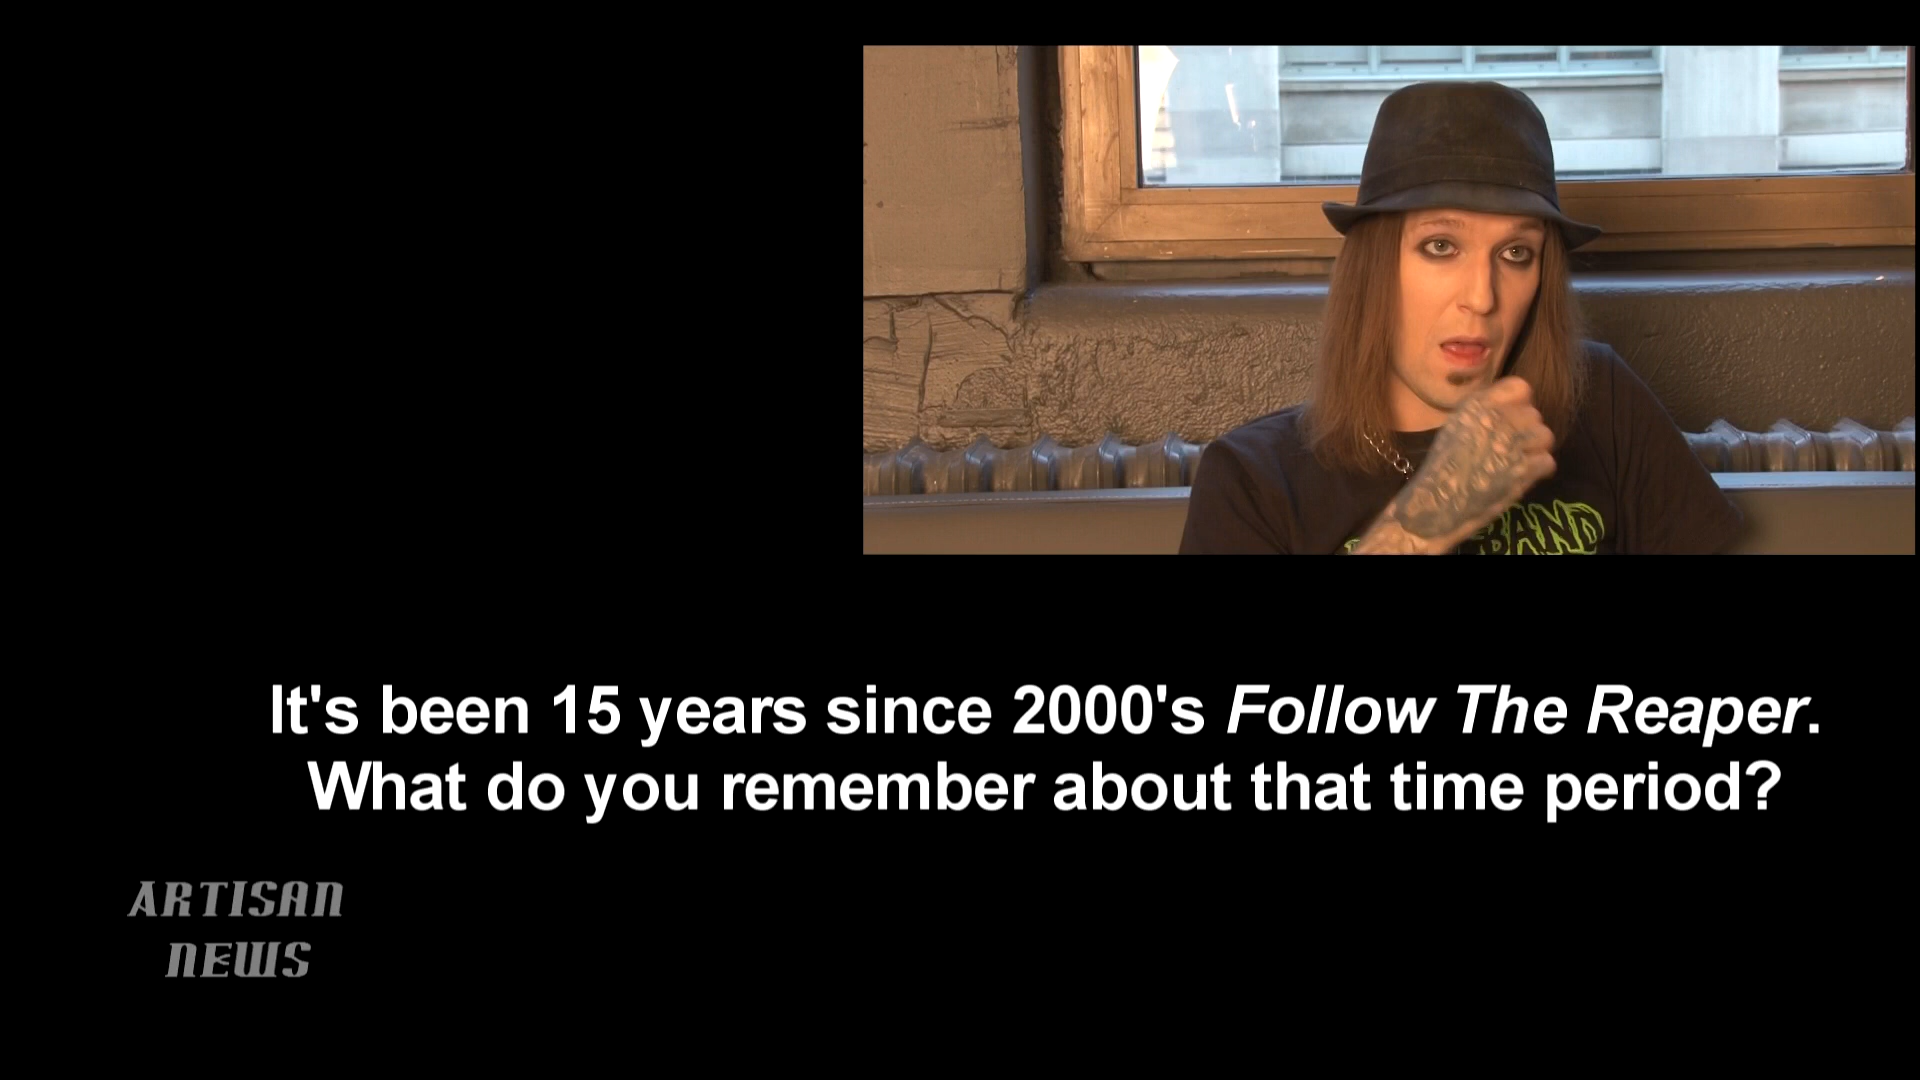 BAND
It's been 15 years since 2000's Follow The Reaper.
What do you remember about that time period?
ARTISAN
NEWS